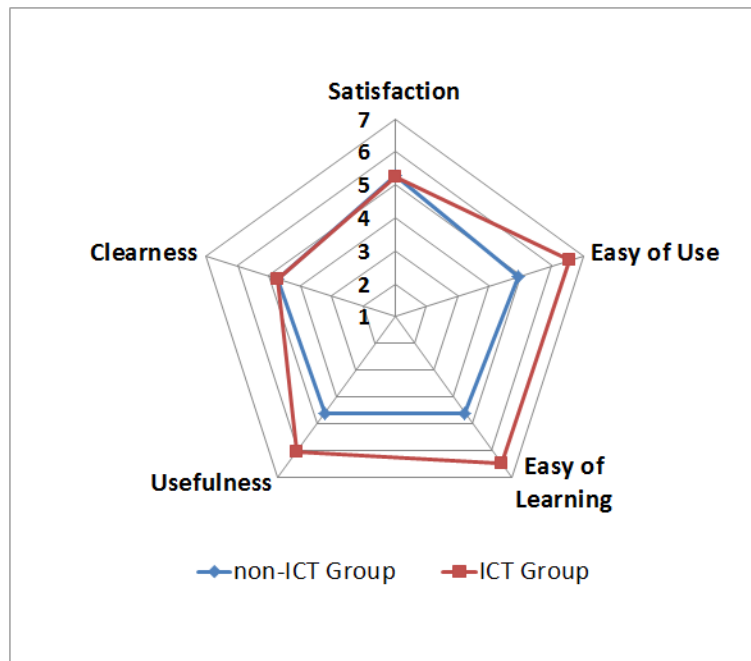 Satisfaction
7
6
5
4
3
2
1
Clearness
Easy of Use
Usefulness
Easy of
Learning
non-ICT Group
ICT Group